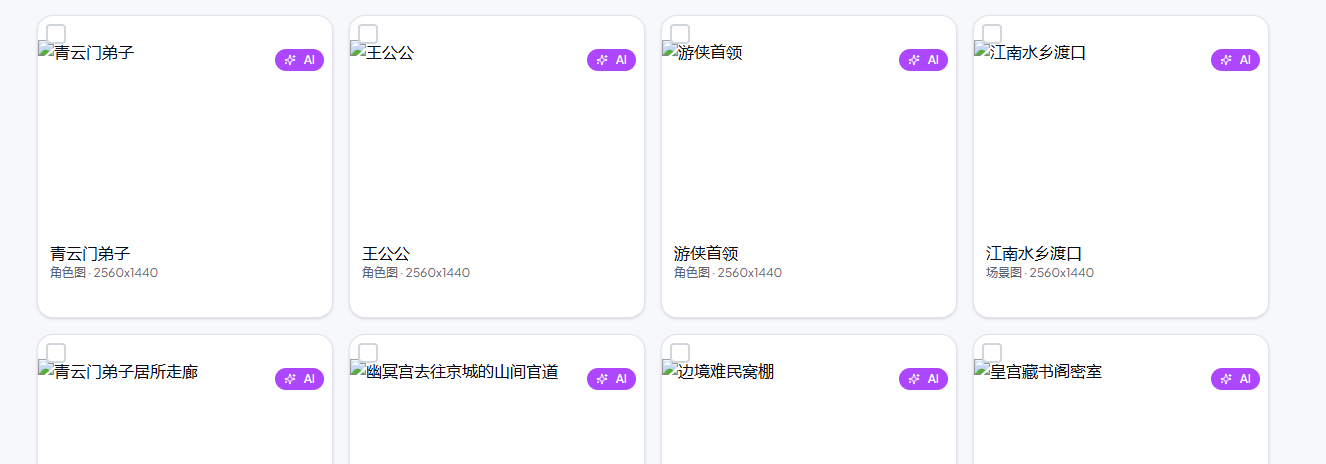 青云门弟子
AI
王公公
AI
游侠首领
AI
江南水乡渡口
AI
青云门弟子
角色图 · 2560x1440
王公公
角色图 · 2560x1440
游侠首领
角色图 · 2560x1440
江南水乡渡口
场景图 · 2560x1440
青云门弟子居所走廊
AI
幽冥宫去往京城的山间官道
AI
边境难民窝棚
AI
皇宫藏书阁密室
AI